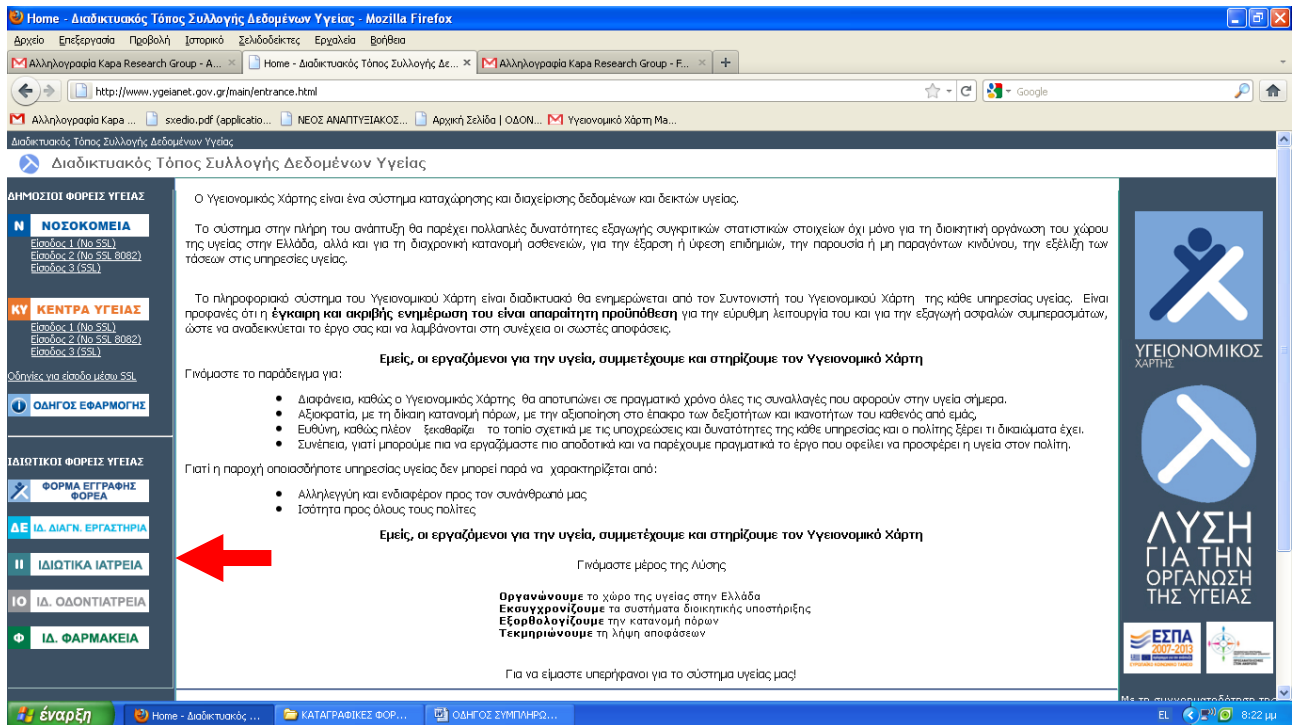 Home - Διαδικτυακός Τόπος Συλλογής Δεδομένων Υγείας - Mozilla Firefox
Αρχείο Επεξεργασία Προβολή Ιστορικό Σελιδοδείκτες Εργαλεία Βοήθεια
Αλληλογραφία Kapa Research Group - A... Home - Διαδικτυακός Τόπος Συλλογής Δε... Αλληλογραφία Kapa Research Group - F...
http://www.ygeianet.gov.gr/main/entrance.html
Google
Αλληλογραφία Kapa ... sxedio.pdf (applicatio... ΝΕΟΣ ΑΝΑΠΤΥΞΙΑΚΟΣ... Αρχική Σελίδα | ΟΔΟΝ... Υγειονομικό Χάρτη Μα...
Διαδικτυακός Τόπος Συλλογής Δεδομένων Υγείας
Διαδικτυακός Τόπος Συλλογής Δεδομένων Υγείας
ΔΗΜΟΣΙΟΙ ΦΟΡΕΙΣ ΥΓΕΙΑΣ
Ν ΝΟΣΟΚΟΜΕΙΑ
Είσοδος 1 (No SSL)
Είσοδος 2 (No SSL 8082)
Είσοδος 3 (SSL)
ΚΥ ΚΕΝΤΡΑ ΥΓΕΙΑΣ
Είσοδος 1 (No SSL)
Είσοδος 2 (No SSL 8082)
Είσοδος 3 (SSL)
Οδηγίες για είσοδο μέσω SSL
ΟΔΗΓΟΣ ΕΦΑΡΜΟΓΗΣ
ΙΔΙΩΤΙΚΟΙ ΦΟΡΕΙΣ ΥΓΕΙΑΣ
ΦΟΡΜΑ ΕΓΓΡΑΦΗΣ
ΦΟΡΕΑ
ΔΕ ΙΔ. ΔΙΑΓΝ. ΕΡΓΑΣΤΗΡΙΑ
ΙΙ ΙΔΙΩΤΙΚΑ ΙΑΤΡΕΙΑ
ΙΟ ΙΔ. ΟΔΟΝΤΙΑΤΡΕΙΑ
Φ ΙΔ. ΦΑΡΜΑΚΕΙΑ
Ο Υγειονομικός Χάρτης είναι ένα σύστημα καταχώρησης και διαχείρισης δεδομένων και δεικτών υγείας.
Το σύστημα στην πλήρη του ανάπτυξη θα παρέχει πολλαπλές δυνατότητες εξαγωγής συγκριτικών στατιστικών στοιχείων όχι μόνο για τη διοικητική οργάνωση του χώρου
της υγείας στην Ελλάδα, αλλά και για τη διαχρονική κατανομή ασθενειών, για την έξαρση ή ύφεση επιδημιών, την παρουσία ή μη παραγόντων κινδύνου, την εξέλιξη των
τάσεων στις υπηρεσίες υγείας.
Το πληροφοριακό σύστημα του Υγειονομικού Χάρτη είναι διαδικτυακό θα ενημερώνεται από τον Συντονιστή του Υγειονομικού Χάρτη της κάθε υπηρεσίας υγείας. Είναι
προφανές ότι η έγκαιρη και ακριβής ενημέρωση του είναι απαραίτητη προϋπόθεση για την εύρυθμη λειτουργία του και για την εξαγωγή ασφαλών συμπερασμάτων,
ώστε να αναδεικνύεται το έργο σας και να λαμβάνονται στη συνέχεια οι σωστές αποφάσεις.
Εμείς, οι εργαζόμενοι για την υγεία, συμμετέχουμε και στηρίζουμε τον Υγειονομικό Χάρτη
Γινόμαστε το παράδειγμα για:
• Διαφάνεια, καθώς ο Υγειονομικός Χάρτης θα αποτυπώνει σε πραγματικό χρόνο όλες τις συναλλαγές που αφορούν στην υγεία σήμερα.
• Αξιοκρατία, με τη δίκαιη κατανομή πόρων, με την αξιοποίηση στο έπακρο των δεξιοτήτων και ικανοτήτων του καθενός από εμάς,
• Ευθύνη, καθώς πλέον ξεκαθαρίζει το τοπίο σχετικά με τις υποχρεώσεις και δυνατότητες της κάθε υπηρεσίας και ο πολίτης ξέρει τι δικαιώματα έχει.
• Συνέπεια, γιατί μπορούμε πια να εργαζόμαστε πιο αποδοτικά και να παρέχουμε πραγματικά το έργο που οφείλει να προσφέρει η υγεία στον πολίτη.
Γιατί η παροχή οποιασδήποτε υπηρεσίας υγείας δεν μπορεί παρά να χαρακτηρίζεται από:
• Αλληλεγγύη και ενδιαφέρον προς τον συνάνθρωπό μας
• Ισότητα προς όλους τους πολίτες
Εμείς, οι εργαζόμενοι για την υγεία, συμμετέχουμε και στηρίζουμε τον Υγειονομικό Χάρτη
Γινόμαστε μέρος της Λύσης
Οργανώνουμε το χώρο της υγείας στην Ελλάδα
Εκσυγχρονίζουμε τα συστήματα διοικητικής υποστήριξης
Εξορθολογίζουμε την κατανομή πόρων
Τεκμηριώνουμε τη λήψη αποφάσεων
Για να είμαστε υπερήφανοι για το σύστημα υγείας μας!
ΥΓΕΙΟΝΟΜΙΚΟΣ
ΧΑΡΤΗΣ
ΛΥΣΗ
ΓΙΑ ΤΗΝ
ΟΡΓΑΝΩΣΗ
ΤΗΣ ΥΓΕΙΑΣ
ΕΣΠΑ
2007-2013
Με τη συγχρηματοδότηση της
έναρξη Home - Διαδικτυακός ... ΚΑΤΑΓΡΑΦΙΚΕΣ ΦΟΡ... ΟΔΗΓΟΣ ΣΥΜΠΛΗΡΩ... EL 8:22 μμ